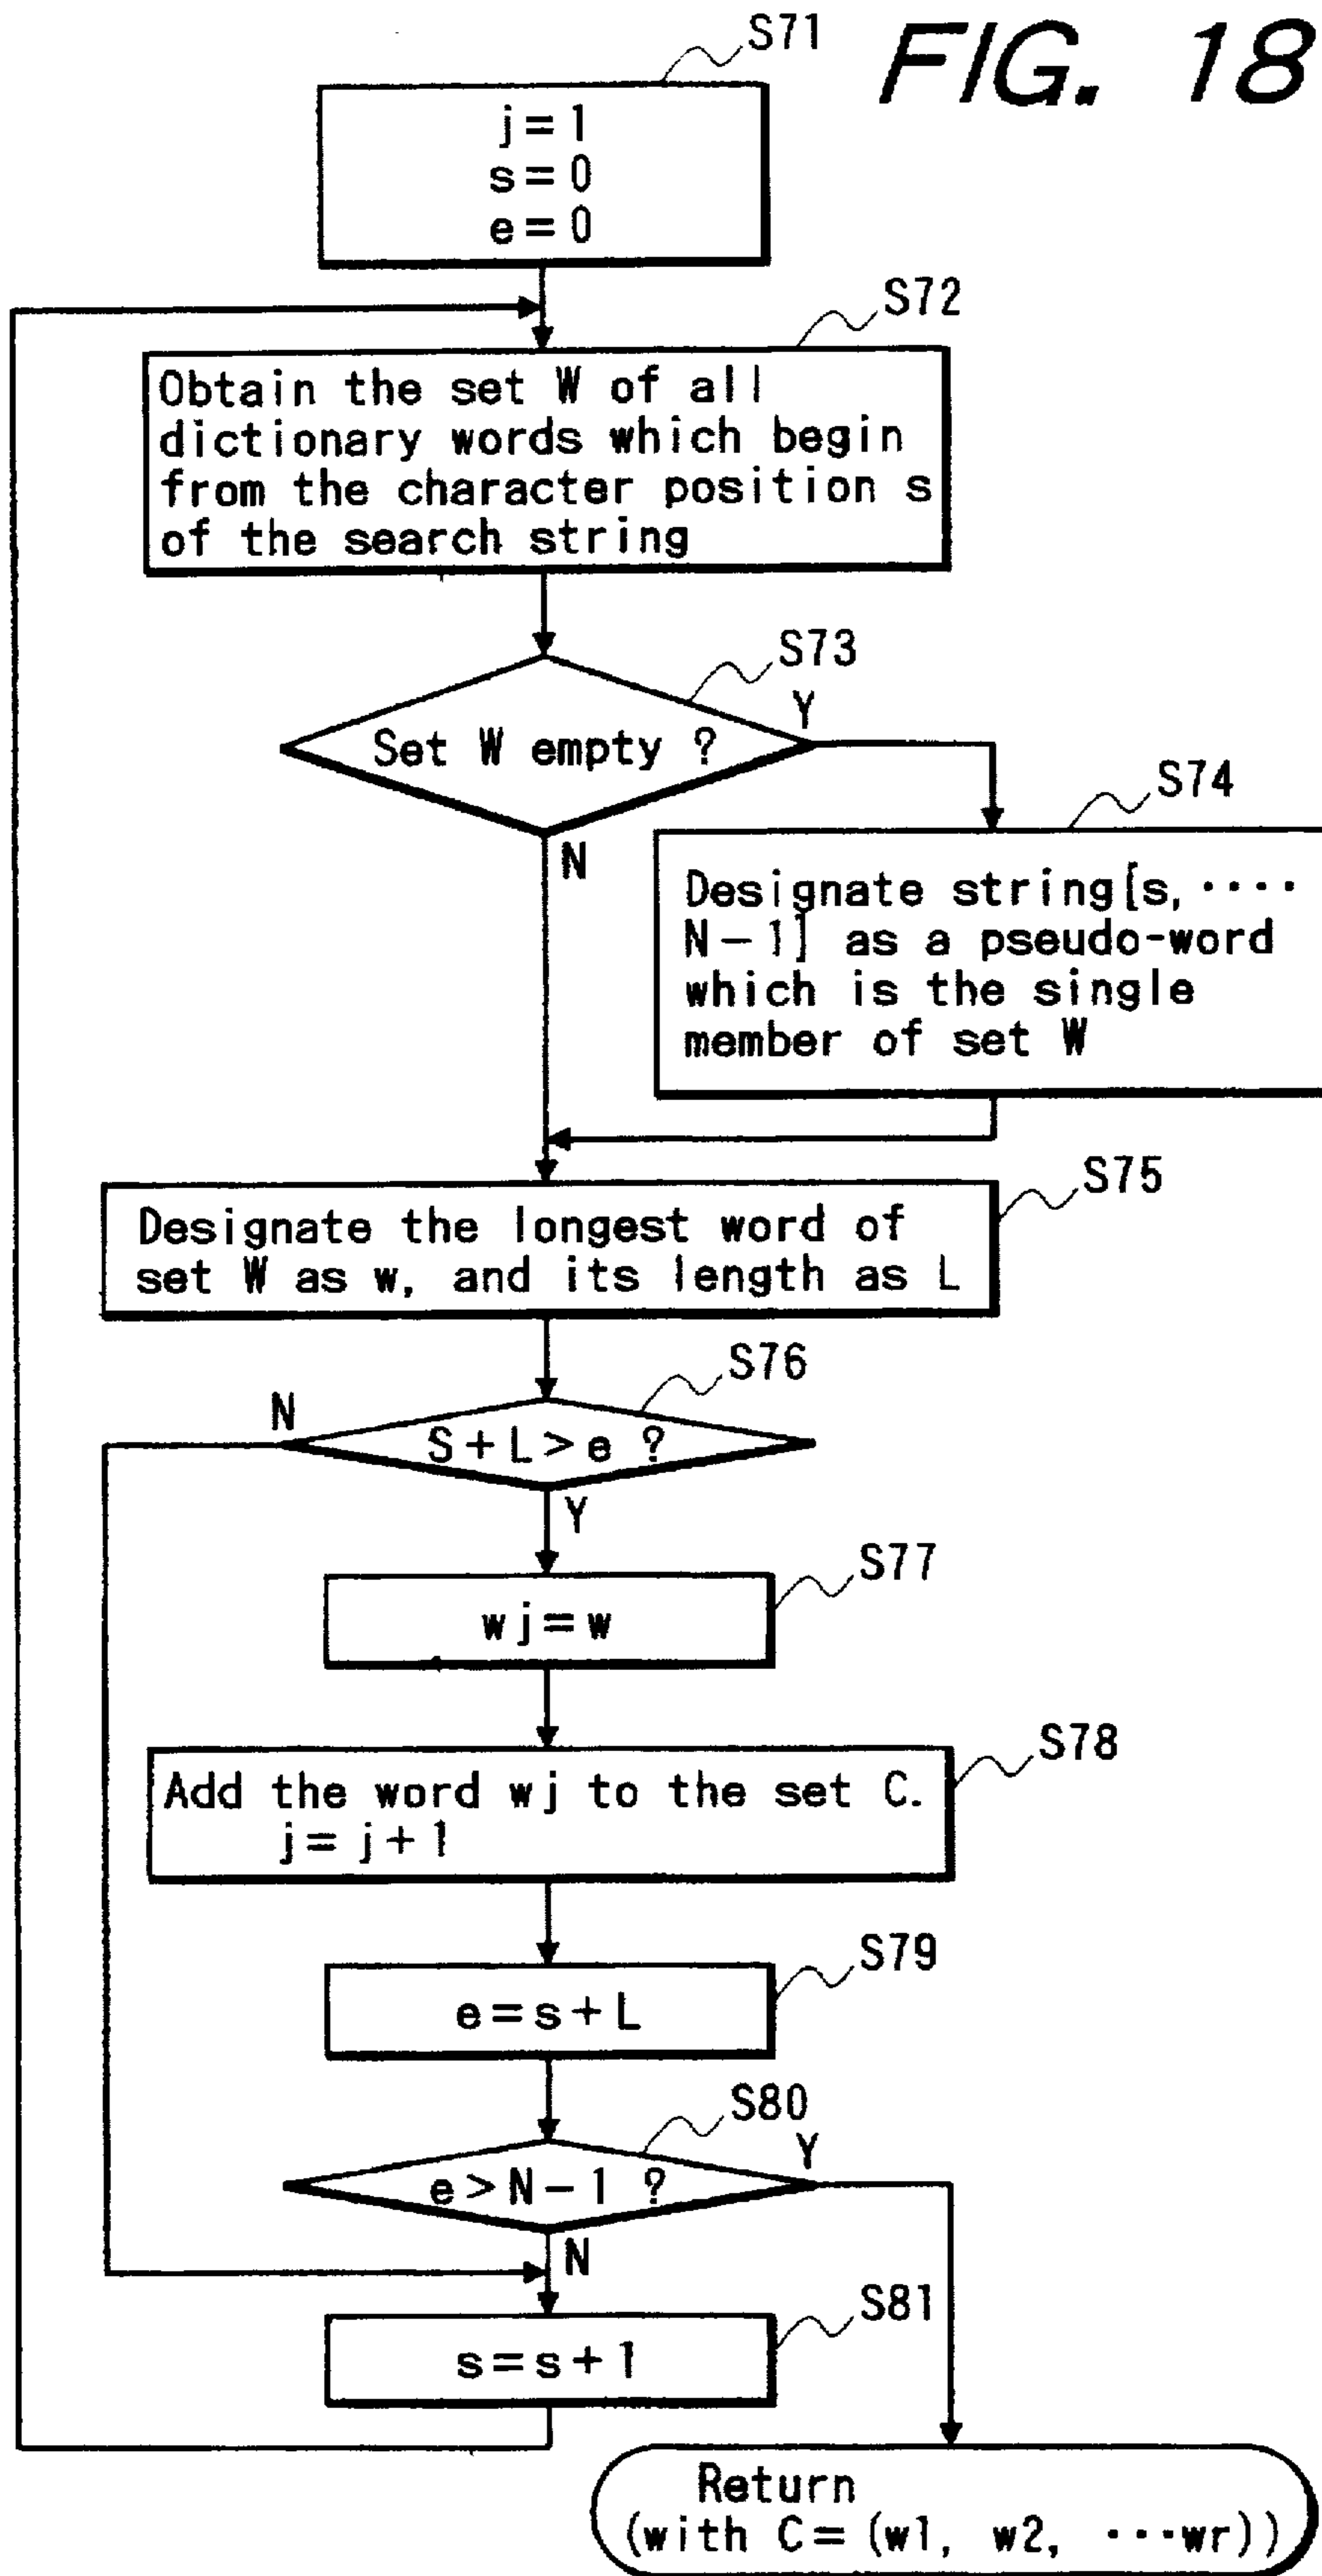 FIG. 18
S71
j=1
s=0
e=0
S72
Obtain the set W of all
dictionary words which begin
from the character position s
of the search string
S73
Set W empty ?
Y
N
S74
Designate string[s, ····
N-1] as a pseudo-word
which is the single
member of set W
S75
Designate the longest word of
set W as w, and its length as L
S76
S+L>e ?
N
Y
S77
wj=w
S78
Add the word wj to the set C.
j=j+1
S79
e=s+L
S80
e>N-1 ?
Y
N
S81
s=s+1
Return
(with C=(w1, w2, ···wr))